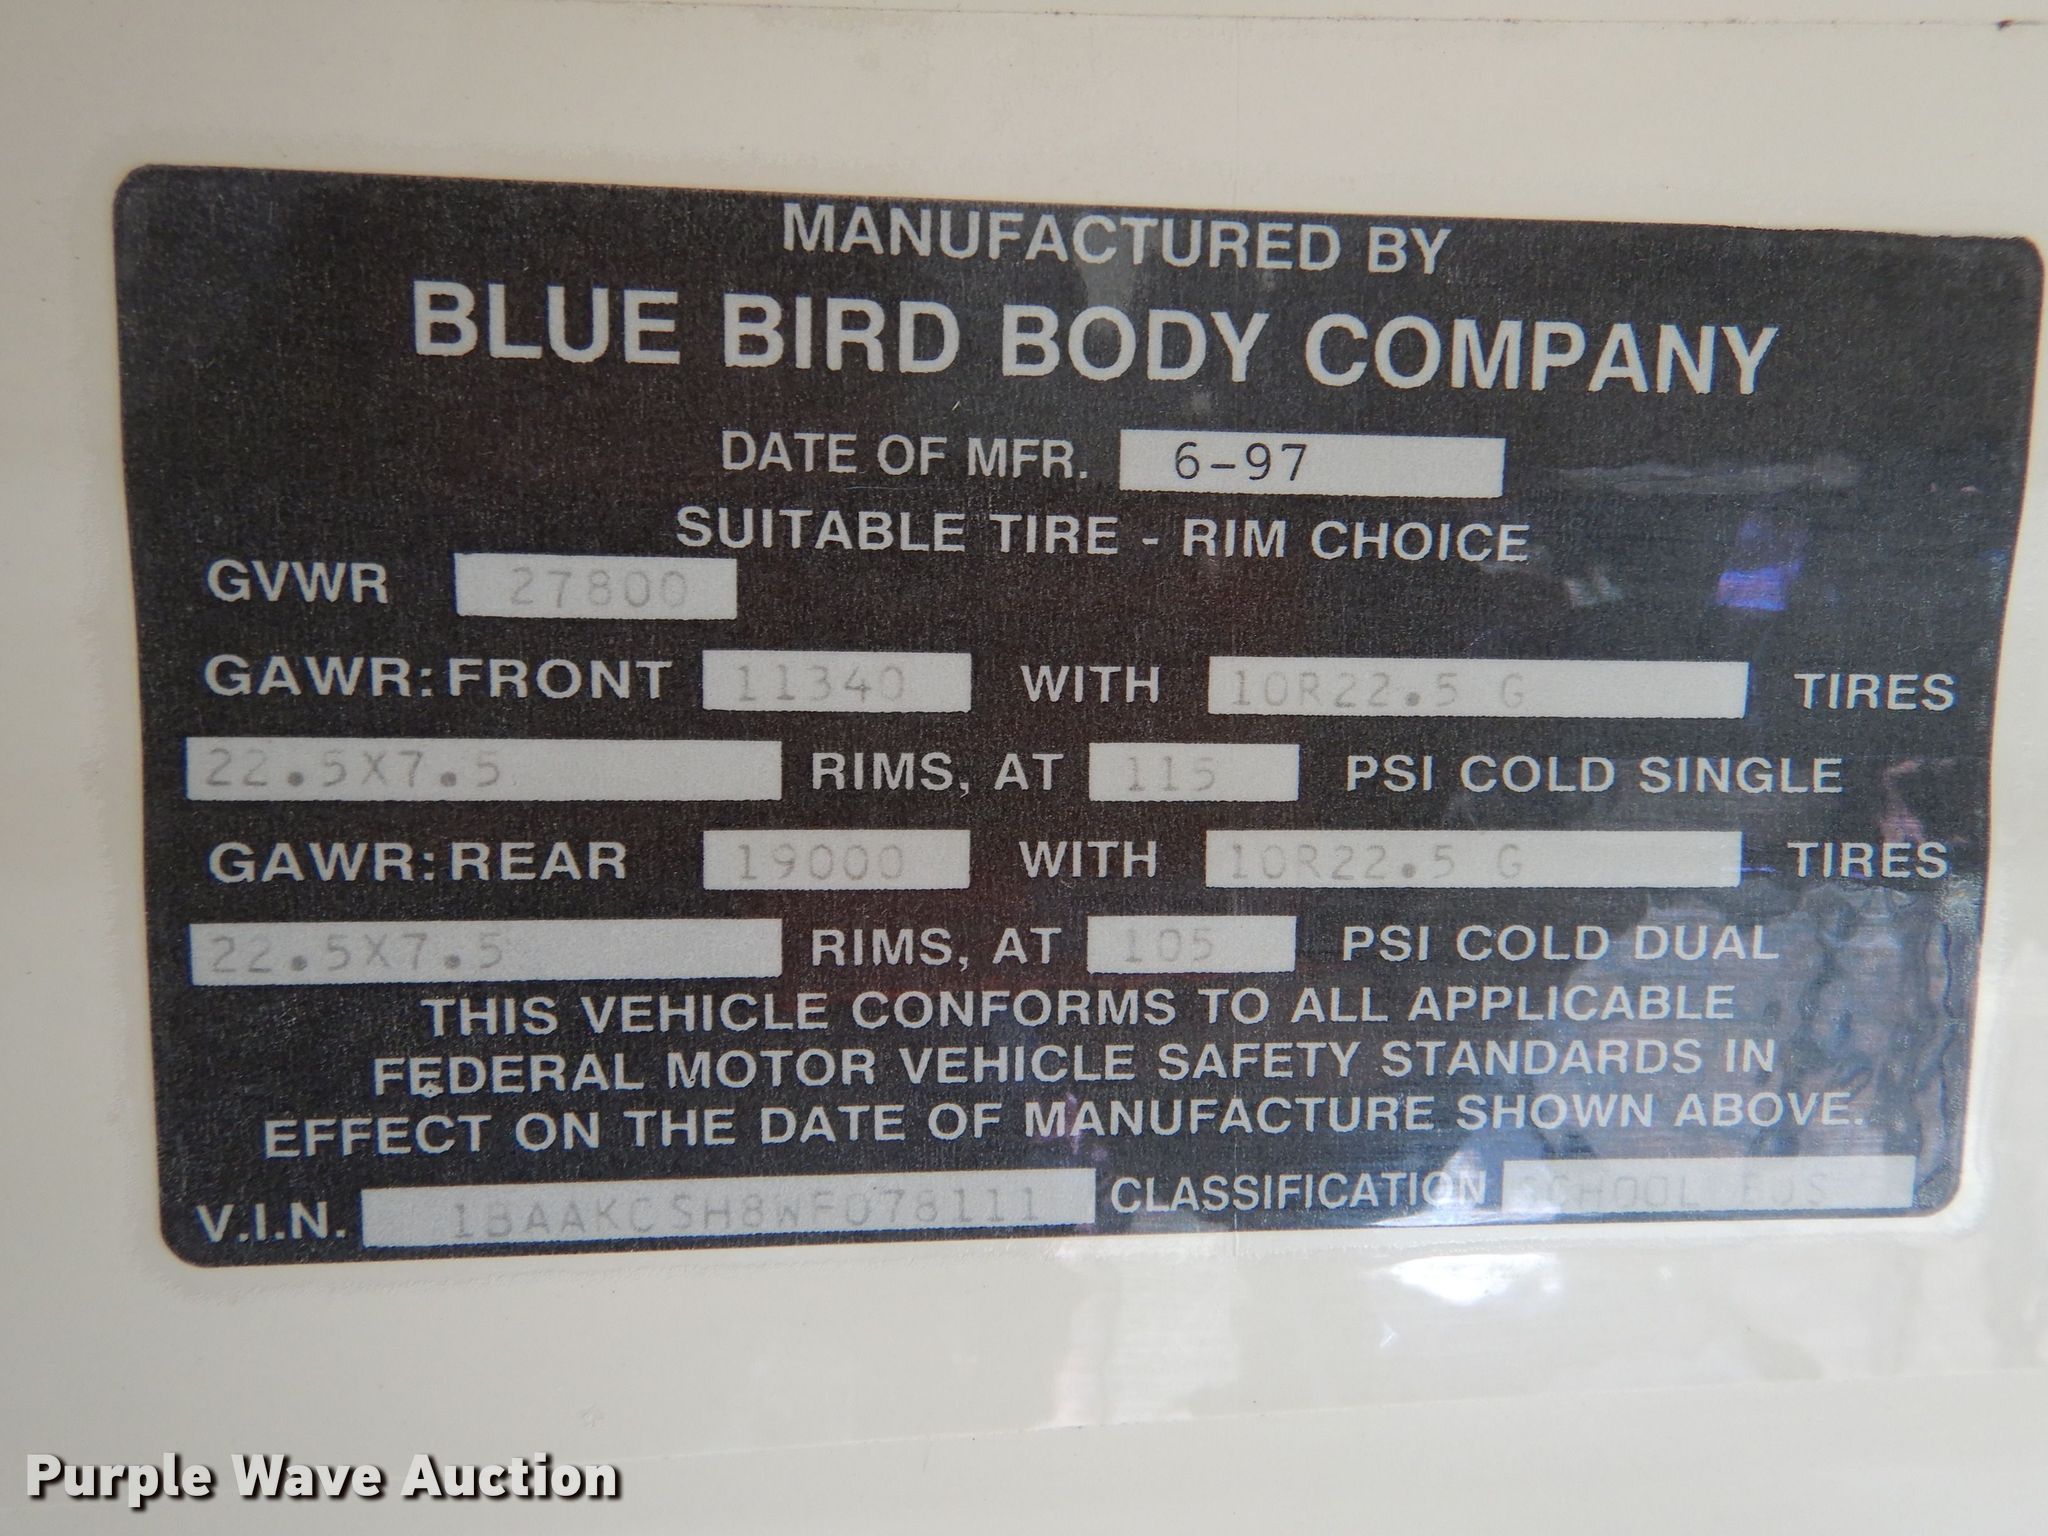 MANUFACTURED BY
BLUE BIRD BODY COMPANY
DATE OF MFR. 6-97
SUITABLE TIRE - RIM CHOICE
GVWR 27800
GAWR: FRONT 11340 WITH 10R22.5 G TIRES
22.5X7.5 RIMS, AT 115 PSI COLD SINGLE
GAWR: REAR 19000 WITH 10R22.5 G TIRES
22.5X7.5 RIMS, AT 105 PSI COLD DUAL
THIS VEHICLE CONFORMS TO ALL APPLICABLE
FEDERAL MOTOR VEHICLE SAFETY STANDARDS IN
EFFECT ON THE DATE OF MANUFACTURE SHOWN ABOVE.
V.I.N. 1BAAKCSH8WF078111 CLASSIFICATION SCHOOL BUS
Purple Wave Auction